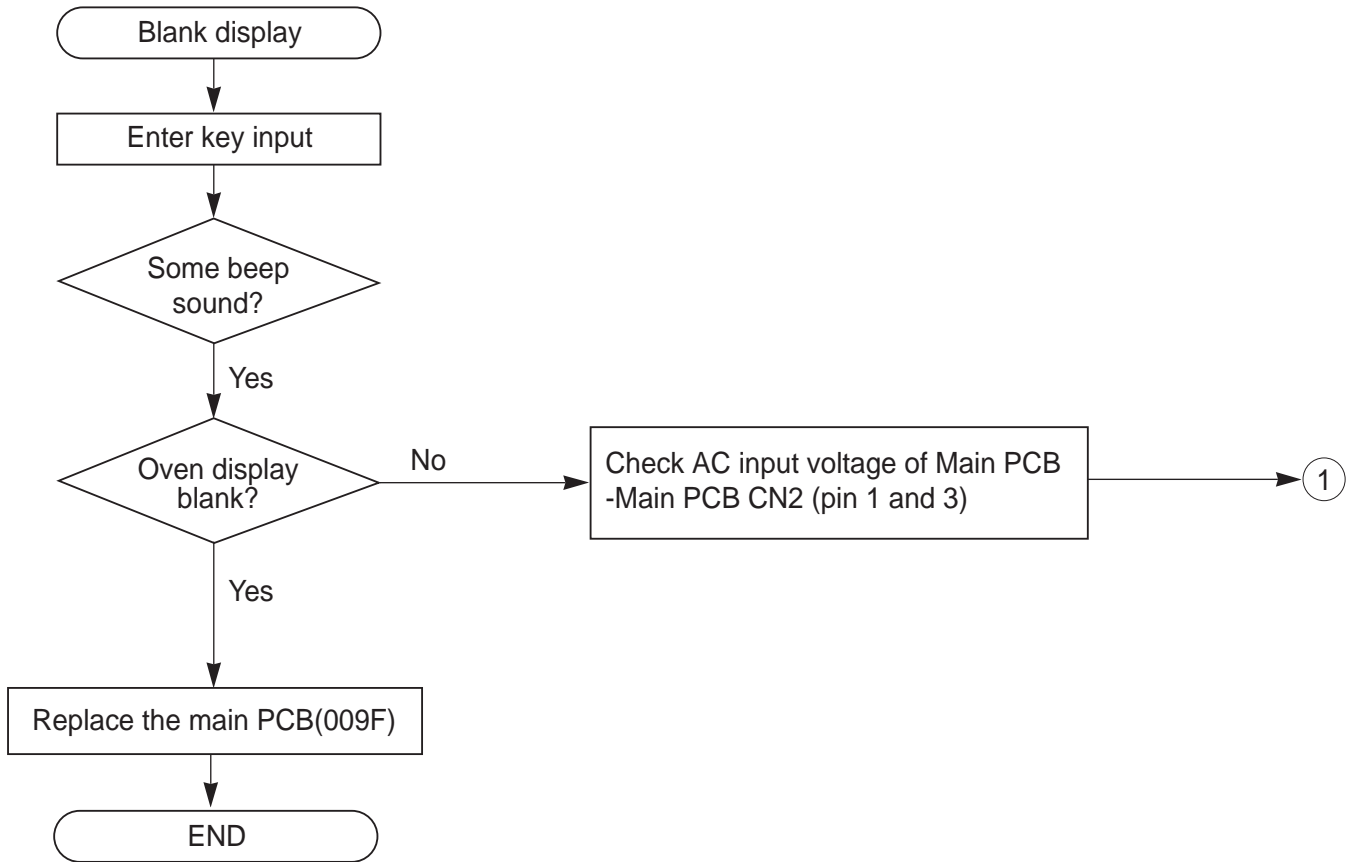 Blank display
Enter key input
Some beep
sound?
Yes
Oven display
blank?
No
Check AC input voltage of Main PCB
-Main PCB CN2 (pin 1 and 3)
1
Yes
Replace the main PCB(009F)
END